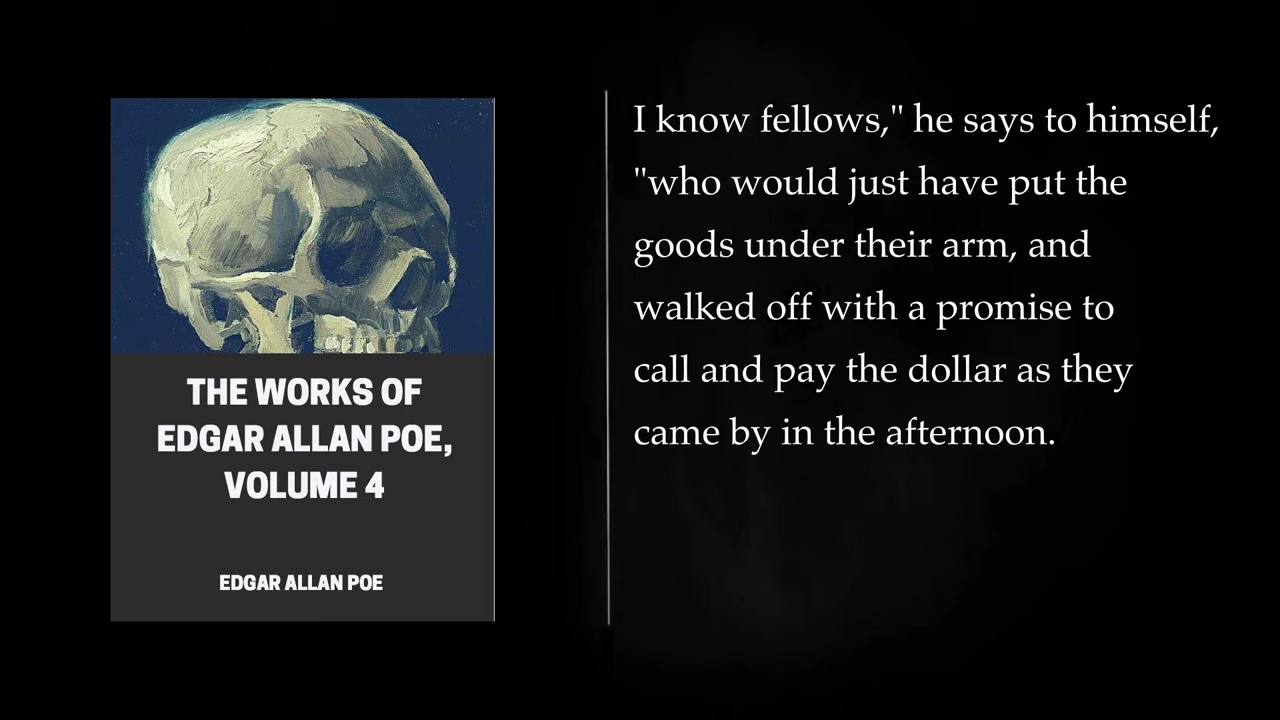 THE WORKS OF
EDGAR ALLAN POE,
VOLUME 4
EDGAR ALLAN POE
I know fellows," he says to himself,
"who would just have put the
goods under their arm, and
walked off with a promise to
call and pay the dollar as they
came by in the afternoon.